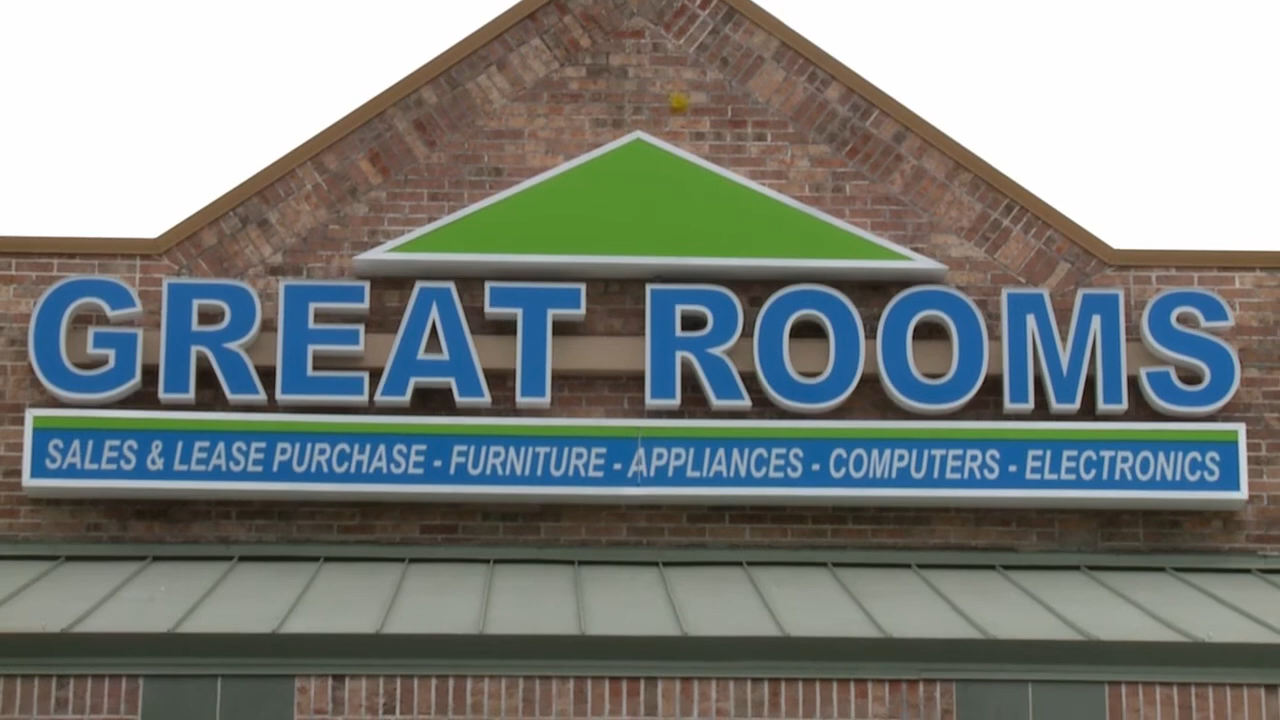 GREAT ROOMS
SALES & LEASE PURCHASE - FURNITURE - APPLIANCES - COMPUTERS - ELECTRONICS